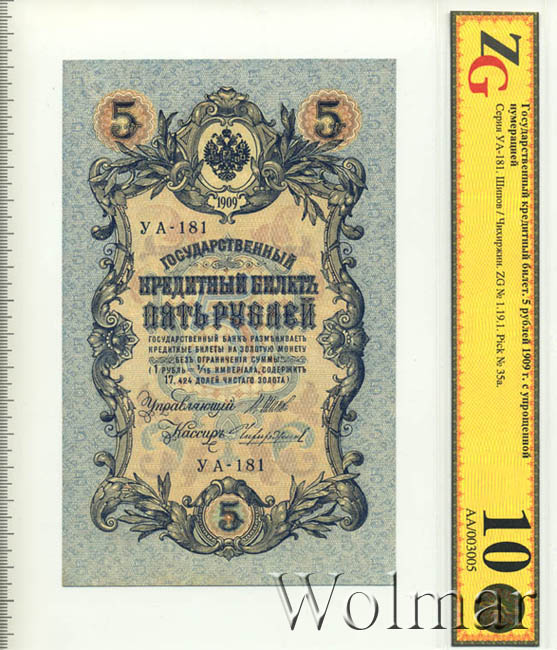 5 5
1909
УА-181
ГОСУДАРСТВЕННЫЙ
КРЕДИТНЫЙ БИЛЕТЪ
ПЯТЬ РУБЛЕЙ
ГОСУДАРСТВЕННЫЙ БАНКЪ РАЗМѢНИВАЕТЪ
КРЕДИТНЫЕ БИЛЕТЫ НА ЗОЛОТУЮ МОНЕТУ
БЕЗЪ ОГРАНИЧЕНІЯ СУММЫ
(1 РУБЛЬ = 1/15 ИМПЕРІАЛА, СОДЕРЖИТЪ
17,424 ДОЛЕЙ ЧИСТАГО ЗОЛОТА)
Управляющій
Кассиръ
УА-181
5
ZG
Государственный кредитный билет. 5 рублей 1909 г. с упрощенной
нумерацией
Серия УА-181. Шипов / Чихиржин. ZG № 1.19.1. Pick № 35a.
10
AA/003005
Wolmar